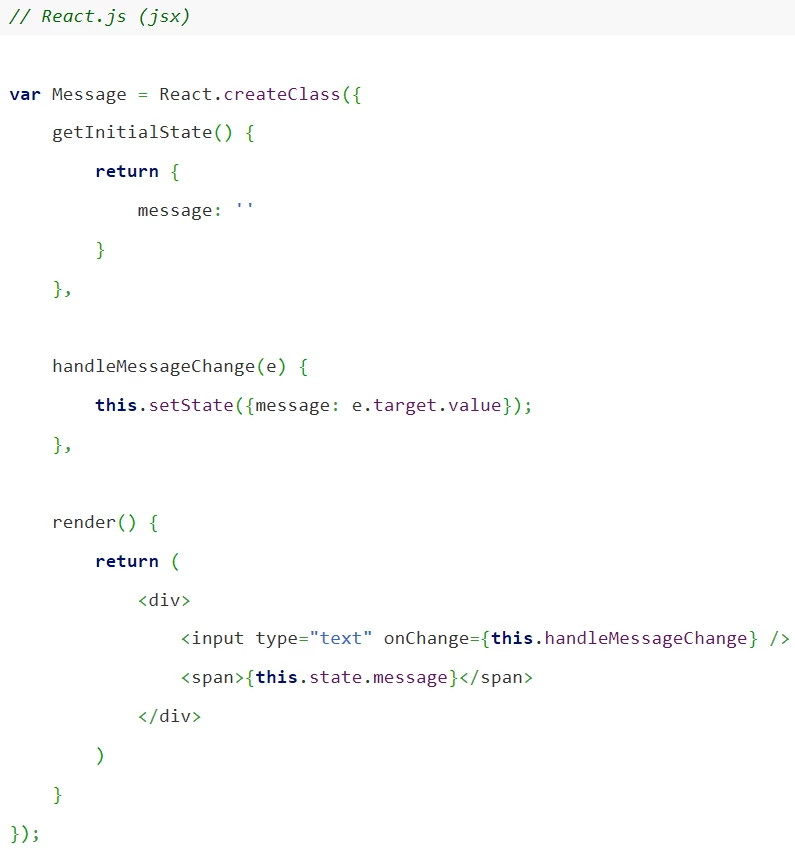 // React.js (jsx)
var Message = React.createClass({
    getInitialState() {
        return {
            message: ''
        }
    },
    handleMessageChange(e) {
        this.setState({message: e.target.value});
    },
    render() {
        return (
            <div>
                <input type="text" onChange={this.handleMessageChange} />
                <span>{this.state.message}</span>
            </div>
        )
    }
});